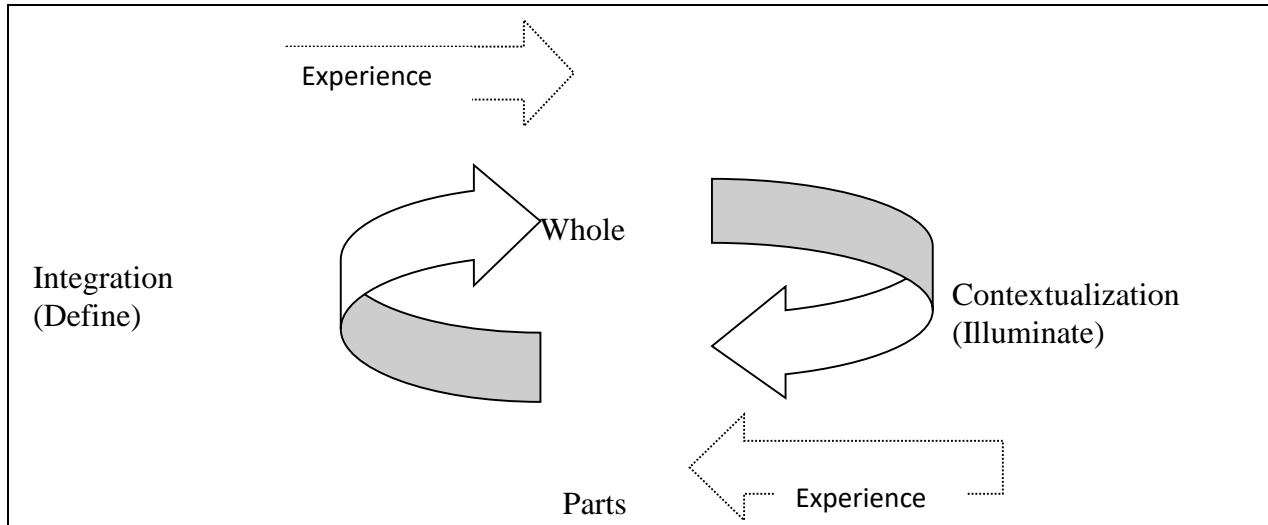 Experience
Whole
Integration
(Define)
Contextualization
(Illuminate)
Parts
Experience